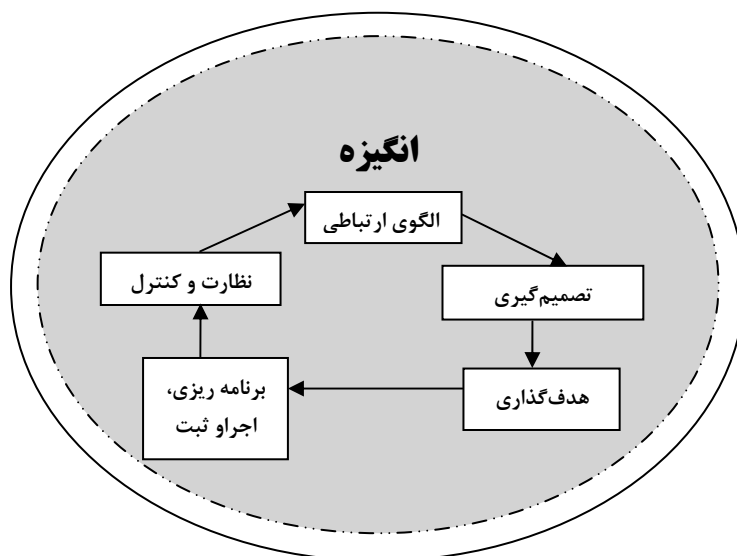 انگیزه
الگوی ارتباطی
نظارت و کنترل
تصمیم‌گیری
برنامه ریزی،
اجراو ثبت
هدف‌گذاری